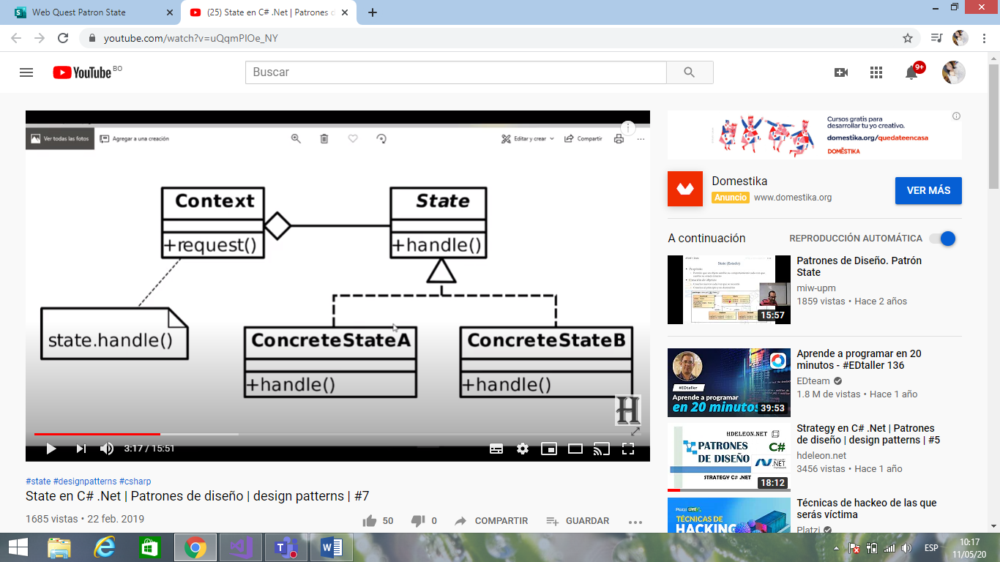 Web Quest Patron State
(25) State en C# .Net | Patrones d
youtube.com/watch?v=uQqmPIOe_NY
YouTube BO
Buscar
9+
Ver todas las fotos
Agregar a una creación
Editar y crear
Compartir
Context
+request()
State
+handle()
state.handle()
ConcreteStateA
+handle()
ConcreteStateB
+handle()
H
3:17 / 15:51
#state #designpatterns #csharp
State en C# .Net | Patrones de diseño | design patterns | #7
1685 vistas • 22 feb. 2019
50
0
COMPARTIR
GUARDAR
Cursos gratis para
desarrollar tu yo creativo.
domestika.org/quedateencasa
DOMĒSTIKA
Domestika
Anuncio www.domestika.org
VER MÁS
A continuación
REPRODUCCIÓN AUTOMÁTICA
State (Estado)
15:57
Patrones de Diseño. Patrón
State
miw-upm
1859 vistas • Hace 2 años
#EDtaller
Aprende a programar
en 20 minutos
39:53
Aprende a programar en 20
minutos - #EDtaller 136
EDteam
1.8 M de vistas • Hace 1 año
HDELEON.NET
PATRONES
DE DISEÑO
C#
.NET
STRATEGY C# .NET
18:12
Strategy en C# .Net | Patrones
de diseño | design patterns | #5
hdeleon.net
3456 vistas • Hace 1 año
Platzi LIVE
TÉCNICAS DE
HACKING
Técnicas de hackeo de las que
serás víctima
Platzi
ESP
10:17
11/05/20